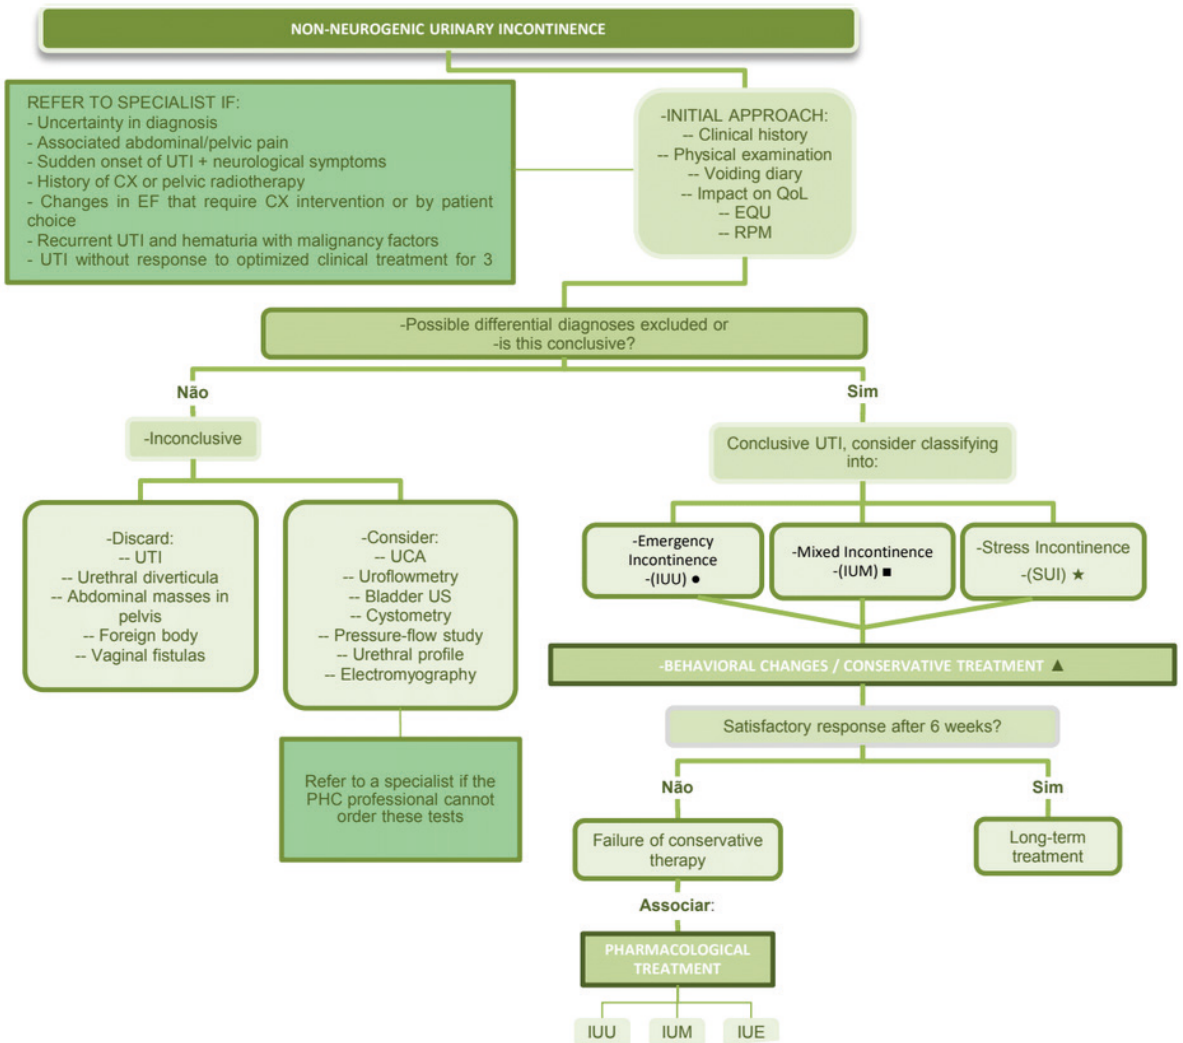 NON-NEUROGENIC URINARY INCONTINENCE
REFER TO SPECIALIST IF:
- Uncertainty in diagnosis
- Associated abdominal/pelvic pain
- Sudden onset of UTI + neurological symptoms
- History of CX or pelvic radiotherapy
- Changes in EF that require CX intervention or by patient
choice
- Recurrent UTI and hematuria with malignancy factors
- UTI without response to optimized clinical treatment for 3
-INITIAL APPROACH:
-- Clinical history
-- Physical examination
-- Voiding diary
-- Impact on QoL
-- EQU
-- RPM
-Possible differential diagnoses excluded or
-is this conclusive?
Não
Sim
-Inconclusive
Conclusive UTI, consider classifying
into:
-Discard:
-- UTI
-- Urethral diverticula
-- Abdominal masses in
pelvis
-- Foreign body
-- Vaginal fistulas
-Consider:
-- UCA
-- Uroflowmetry
-- Bladder US
-- Cystometry
-- Pressure-flow study
-- Urethral profile
-- Electromyography
-Emergency
Incontinence
-(IUU) ●
-Mixed Incontinence
-(IUM) ■
-Stress Incontinence
-(SUI) ★
-BEHAVIORAL CHANGES / CONSERVATIVE TREATMENT ▲
Satisfactory response after 6 weeks?
Refer to a specialist if the
PHC professional cannot
order these tests
Não
Sim
Failure of conservative
therapy
Long-term
treatment
Associar:
PHARMACOLOGICAL
TREATMENT
IUU
IUM
IUE